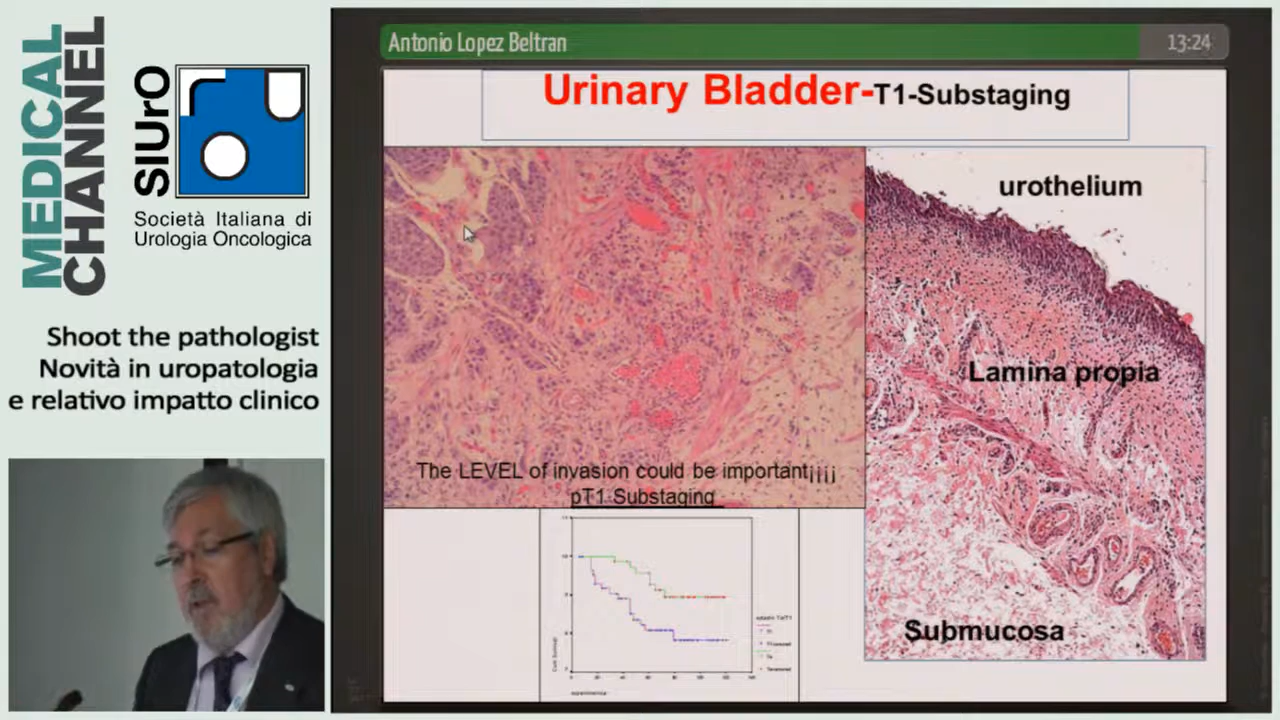 MEDICAL
CHANNEL
SIUrO
Società Italiana di
Urologia Oncologica
Shoot the pathologist
Novità in uropatologia
e relativo impatto clinico
Antonio Lopez Beltran
13:24
Urinary Bladder-T1-Substaging
urothelium
Lamina propia
Submucosa
The LEVEL of invasion could be important¡¡¡¡
pT1 Substaging
Cum Survival